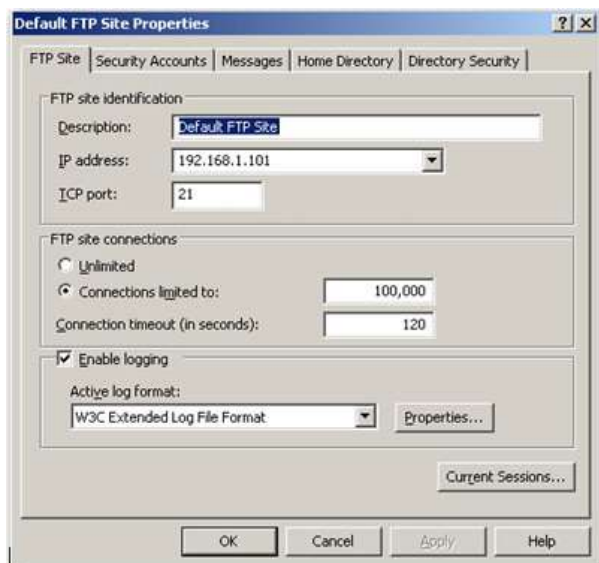 Default FTP Site Properties
FTP Site Security Accounts Messages Home Directory Directory Security
FTP site identification
Description: Default FTP Site
IP address: 192.168.1.101
TCP port: 21
FTP site connections
Unlimited
Connections limited to: 100,000
Connection timeout (in seconds): 120
Enable logging
Active log format:
W3C Extended Log File Format Properties...
Current Sessions...
OK Cancel Apply Help